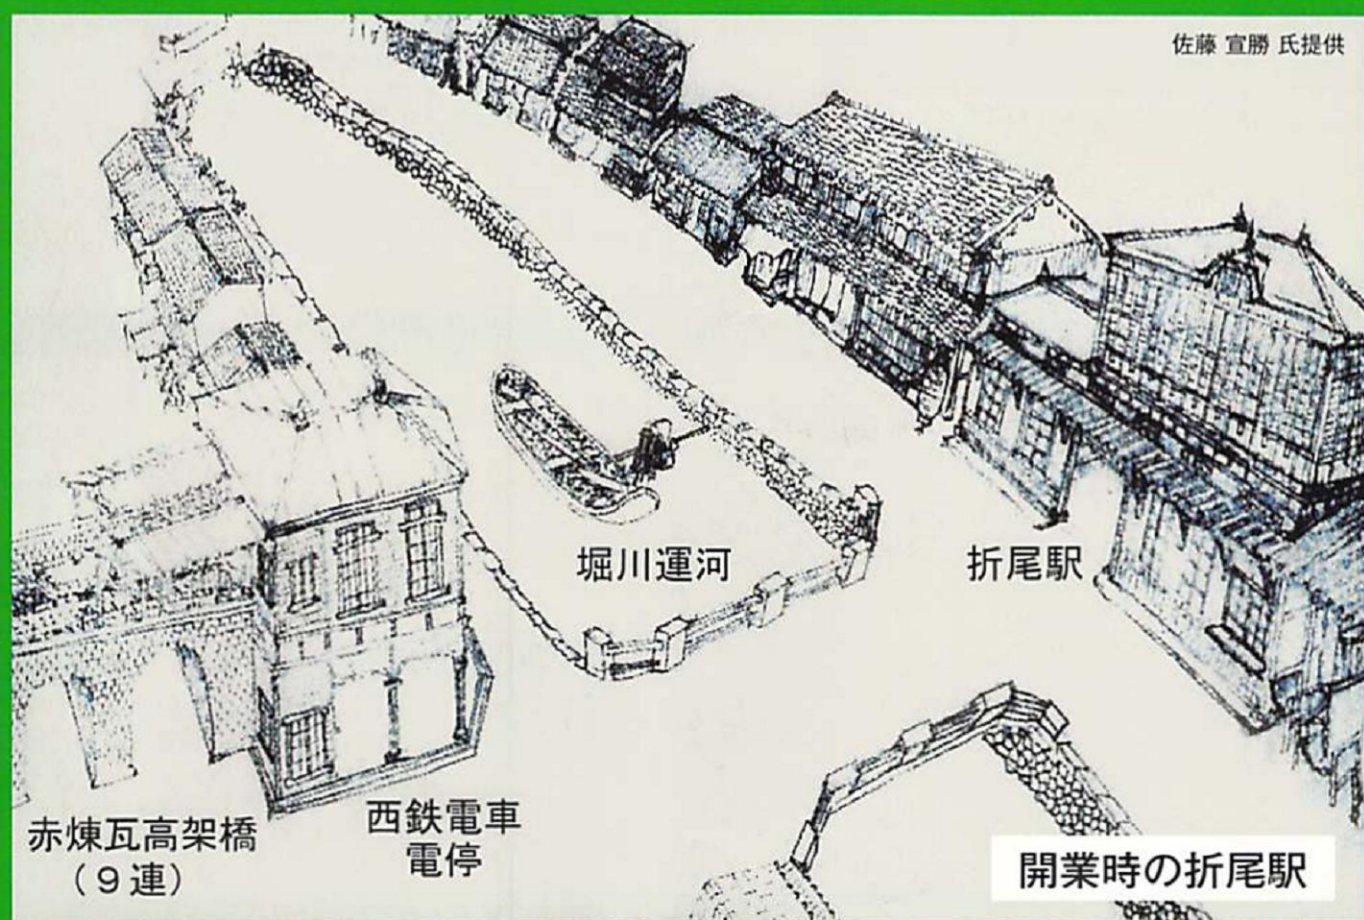 佐藤 宣勝 氏提供
堀川運河
折尾駅
赤煉瓦高架橋
(9連)
西鉄電車
電停
開業時の折尾駅